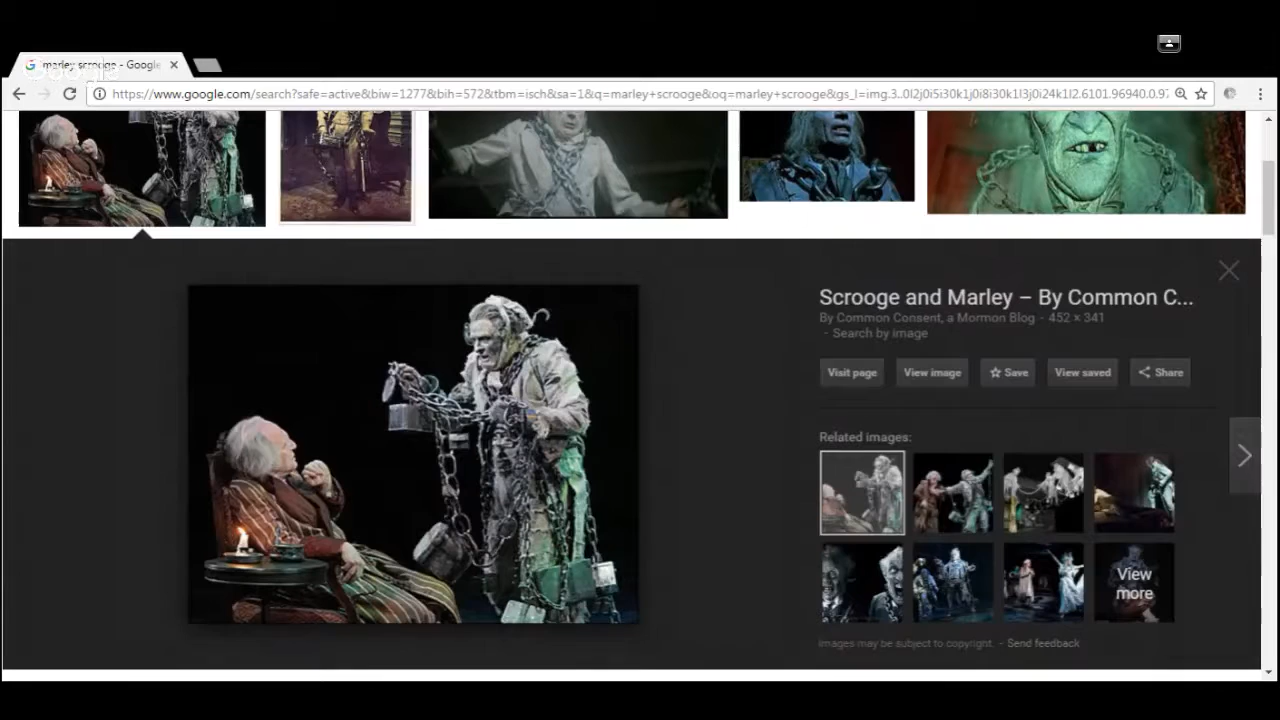 marley scrooge - Google
Google
https://www.google.com/search?safe=active&biw=1277&bih=572&tbm=isch&sa=1&q=marley+scrooge&oq=marley+scrooge&gs_l=img.3..0l2j0i5i30k1j0i8i30k1l3j0i24k1l2.6101.96940.0.97
Scrooge and Marley – By Common C...
By Common Consent, a Mormon Blog - 452 × 341
- Search by image
Visit page View image Save View saved Share
Related images:
View
more
Images may be subject to copyright. - Send feedback